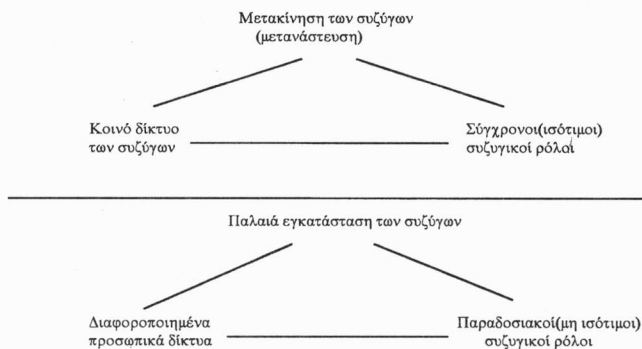 Μετακίνηση των συζύγων
(μετανάστευση)
Κοινό δίκτυο
των συζύγων
Σύγχρονοι(ισότιμοι)
συζυγικοί ρόλοι
Παλαιά εγκατάσταση των συζύγων
Διαφοροποιημένα
προσωπικά δίκτυα
Παραδοσιακοί(μη ισότιμοι)
συζυγικοί ρόλοι